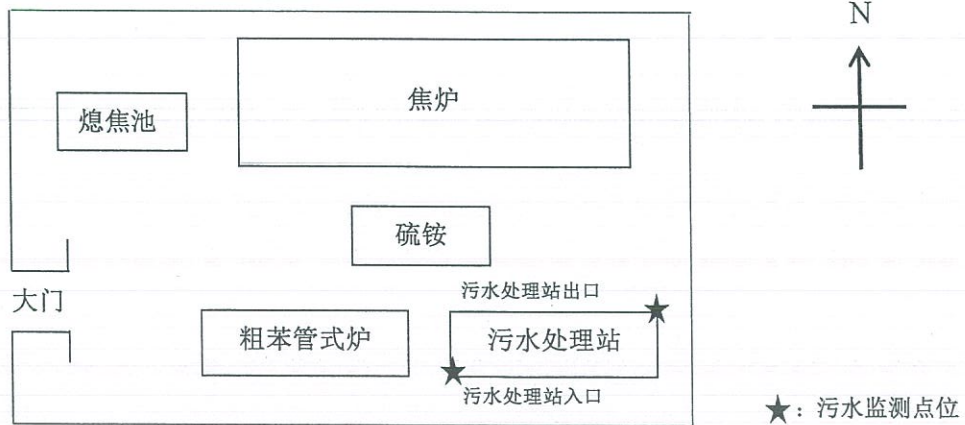 N
焦炉
熄焦池
硫铵
污水处理站出口
大门
粗苯管式炉
污水处理站
污水处理站入口
★：污水监测点位